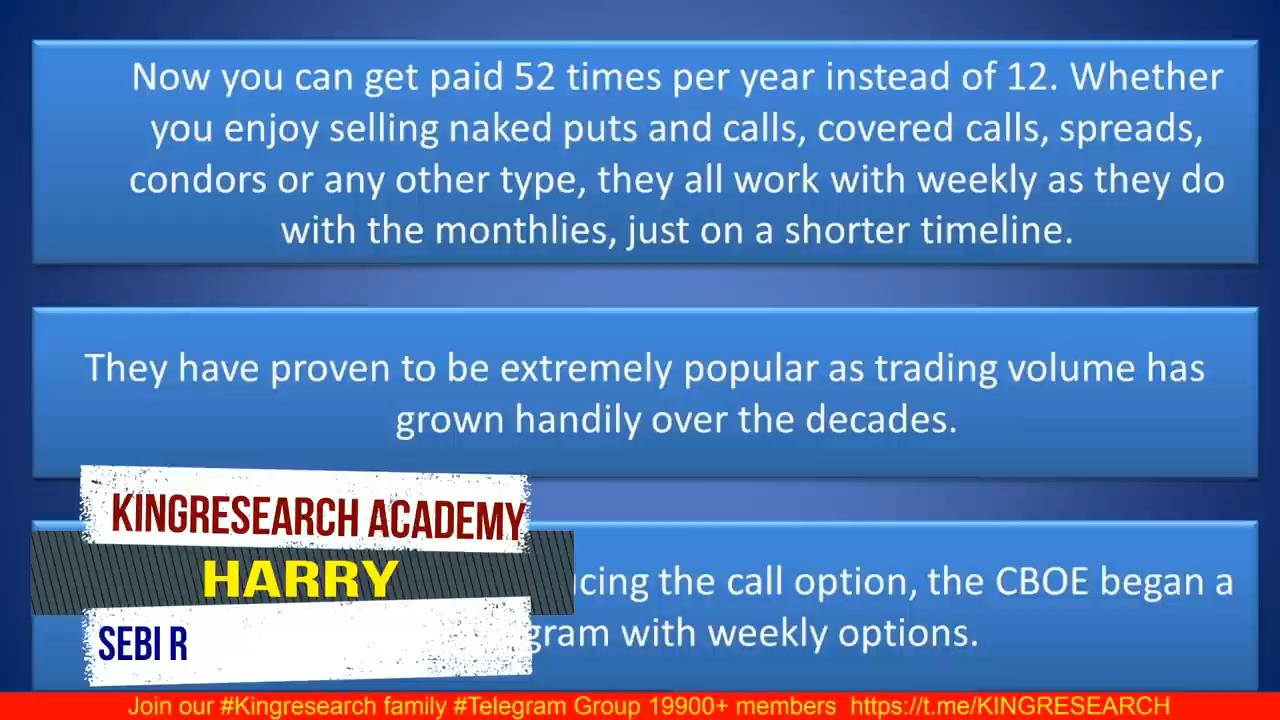 Now you can get paid 52 times per year instead of 12. Whether
you enjoy selling naked puts and calls, covered calls, spreads,
condors or any other type, they all work with weekly as they do
with the monthlies, just on a shorter timeline.
They have proven to be extremely popular as trading volume has
grown handily over the decades.
the call option, the CBOE began a
with weekly options.
KINGRESEARCH ACADEMY
HARRY
SEBI R
Join our #Kingresearch family #Telegram Group 19900+ members https://t.me/KINGRESEARCH